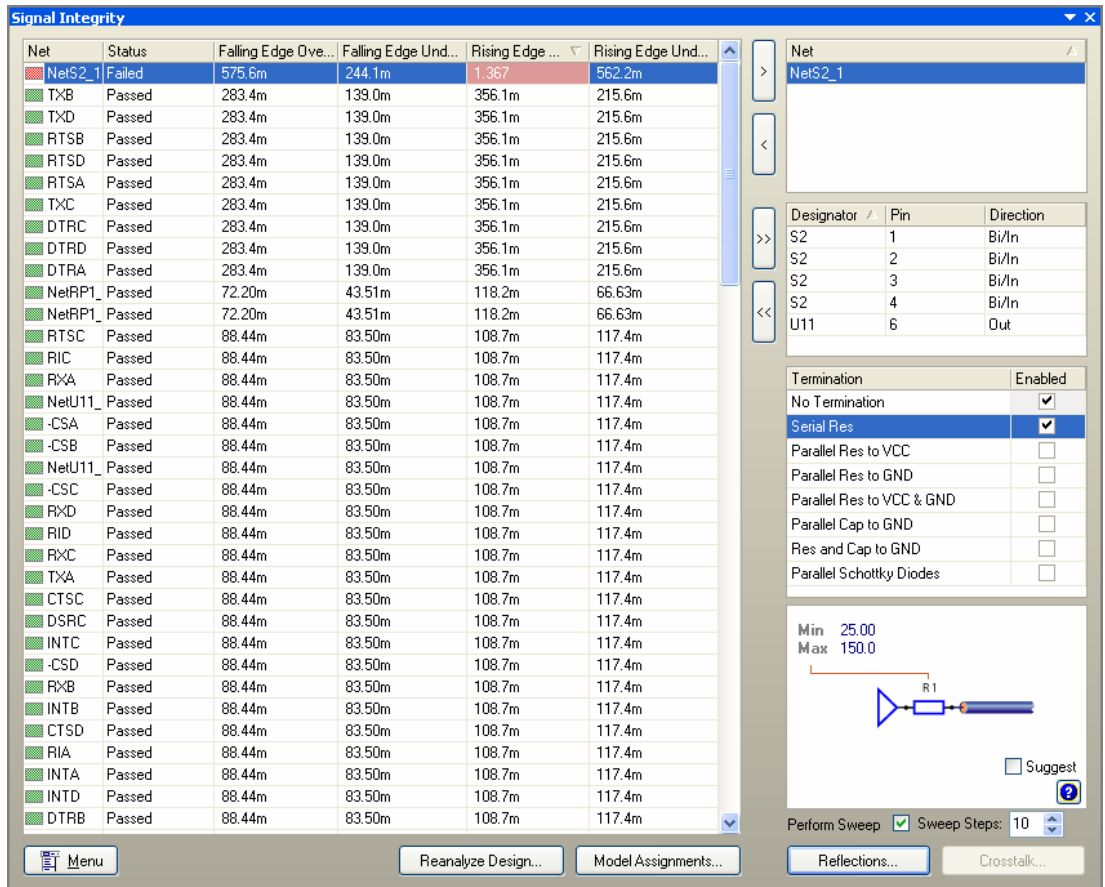 Signal Integrity
Net Status Falling Edge Ove... Falling Edge Und... Rising Edge ... Rising Edge Und...
NetS2_1 Failed 575.6m 244.1m 1.367 562.2m
TXB Passed 283.4m 139.0m 356.1m 215.6m
TXD Passed 283.4m 139.0m 356.1m 215.6m
RTSB Passed 283.4m 139.0m 356.1m 215.6m
RTSD Passed 283.4m 139.0m 356.1m 215.6m
RTSA Passed 283.4m 139.0m 356.1m 215.6m
TXC Passed 283.4m 139.0m 356.1m 215.6m
DTRC Passed 283.4m 139.0m 356.1m 215.6m
DTRD Passed 283.4m 139.0m 356.1m 215.6m
DTRA Passed 283.4m 139.0m 356.1m 215.6m
NetRP1_ Passed 72.20m 43.51m 118.2m 66.63m
NetRP1_ Passed 72.20m 43.51m 118.2m 66.63m
RTSC Passed 88.44m 83.50m 108.7m 117.4m
RIC Passed 88.44m 83.50m 108.7m 117.4m
RXA Passed 88.44m 83.50m 108.7m 117.4m
NetU11_ Passed 88.44m 83.50m 108.7m 117.4m
-CSA Passed 88.44m 83.50m 108.7m 117.4m
-CSB Passed 88.44m 83.50m 108.7m 117.4m
NetU11_ Passed 88.44m 83.50m 108.7m 117.4m
-CSC Passed 88.44m 83.50m 108.7m 117.4m
RXD Passed 88.44m 83.50m 108.7m 117.4m
RID Passed 88.44m 83.50m 108.7m 117.4m
RXC Passed 88.44m 83.50m 108.7m 117.4m
TXA Passed 88.44m 83.50m 108.7m 117.4m
CTSC Passed 88.44m 83.50m 108.7m 117.4m
DSRC Passed 88.44m 83.50m 108.7m 117.4m
INTC Passed 88.44m 83.50m 108.7m 117.4m
-CSD Passed 88.44m 83.50m 108.7m 117.4m
RXB Passed 88.44m 83.50m 108.7m 117.4m
INTB Passed 88.44m 83.50m 108.7m 117.4m
CTSD Passed 88.44m 83.50m 108.7m 117.4m
RIA Passed 88.44m 83.50m 108.7m 117.4m
INTA Passed 88.44m 83.50m 108.7m 117.4m
INTD Passed 88.44m 83.50m 108.7m 117.4m
DTRB Passed 88.44m 83.50m 108.7m 117.4m
Menu
Reanalyze Design...
Model Assignments...
>
<
>>
<<
Net
NetS2_1
Designator Pin Direction
S2 1 Bi/In
S2 2 Bi/In
S2 3 Bi/In
S2 4 Bi/In
U11 6 Out
Termination Enabled
No Termination
Serial Res
Parallel Res to VCC
Parallel Res to GND
Parallel Res to VCC & GND
Parallel Cap to GND
Res and Cap to GND
Parallel Schottky Diodes
Min 25.00
Max 150.0
R1
Suggest
?
Perform Sweep Sweep Steps: 10
Reflections...
Crosstalk...